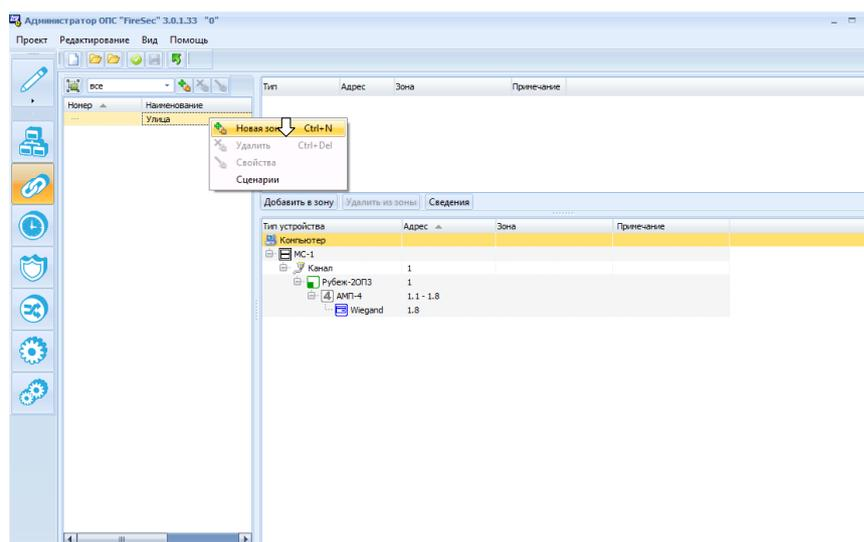 Администратор ОПС "FireSec" 3.0.1.33 "0"
Проект Редактирование Вид Помощь
все
Номер Наименование
Улица
Тип Адрес Зона Примечание
Новая зон Ctrl+N
Удалить Ctrl+Del
Свойства
Сценарии
Добавить в зону Удалить из зоны Сведения
Тип устройства Адрес Зона Примечание
Компьютер
МС-1
Канал 1
Рубеж-2ОП3 1
4 АМП-4 1.1 - 1.8
Wiegand 1.8